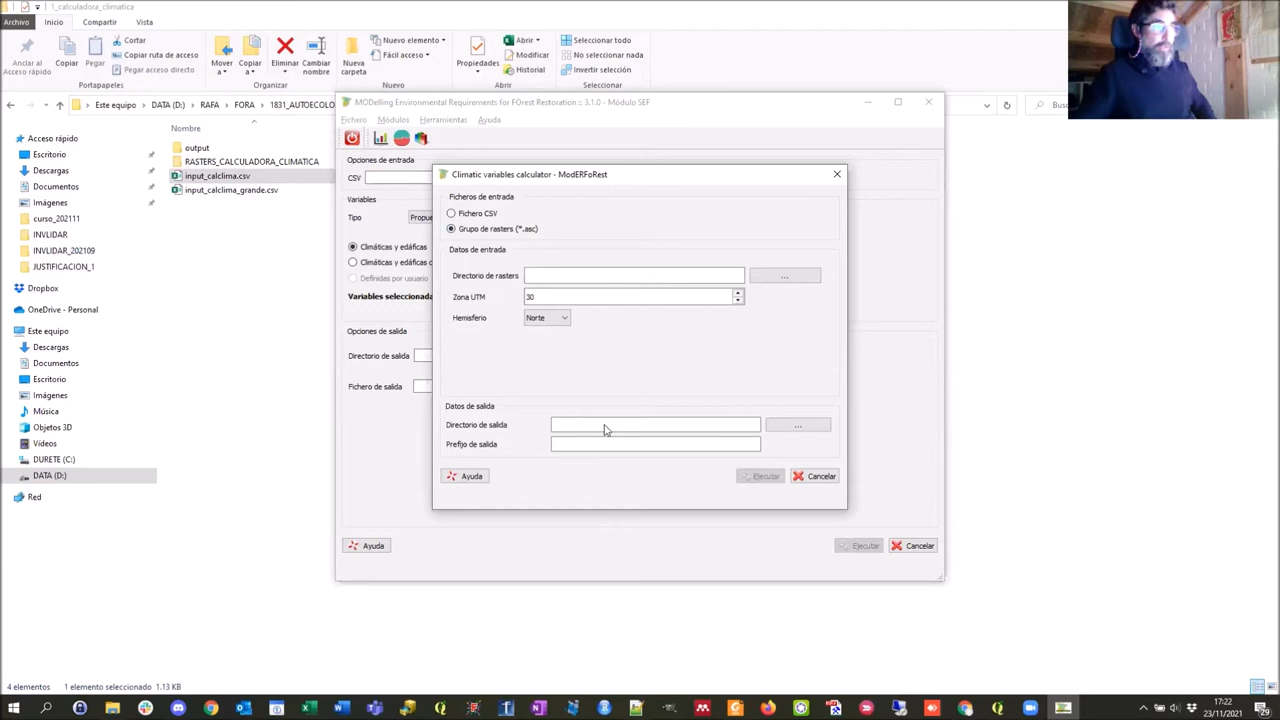 1_calculadora_climatica
Archivo Inicio Compartir Vista
Anclar al Acceso rápido
Copiar
Pegar
Cortar
Copiar ruta de acceso
Pegar acceso directo
Portapapeles
Mover a
Copiar a
Eliminar
Cambiar nombre
Organizar
Nueva carpeta
Nuevo elemento
Fácil acceso
Propiedades
Abrir
Modificar
Historial
Abrir
Seleccionar todo
No seleccionar nada
Invertir selección
Seleccionar
Este equipo > DATA (D:) > RAFA > FORA > 1831_AUTOECOLO
Acceso rápido
Escritorio
Descargas
Documentos
Imágenes
curso_202111
INVLIDAR
INVLIDAR_202109
JUSTIFICACION_1
Dropbox
OneDrive - Personal
Este equipo
Descargas
Documentos
Escritorio
Imágenes
Música
Objetos 3D
Vídeos
DURETE (C:)
DATA (D:)
Red
Nombre
output
RASTERS_CALCULADORA_CLIMATICA
input_calclima.csv
input_calclima_grande.csv
MODelling Environmental Requirements for FOrest Restoration :: 3.1.0 - Módulo SEF
Fichero Módulos Herramientas Ayuda
Opciones de entrada
CSV
Variables
Tipo Propue
Climáticas y edáficas
Climáticas y edáficas c
Definidas por usuario
Variables seleccionada
Opciones de salida
Directorio de salida
Fichero de salida
Ayuda
Ejecutar
Cancelar
Climatic variables calculator - ModERFoRest
Ficheros de entrada
Fichero CSV
Grupo de rasters (*.asc)
Datos de entrada
Directorio de rasters ...
Zona UTM 30
Hemisferio Norte
Datos de salida
Directorio de salida ...
Prefijo de salida
Ayuda
Ejecutar
Cancelar
4 elementos 1 elemento seleccionado 1.13 KB
17:22
23/11/2021
29